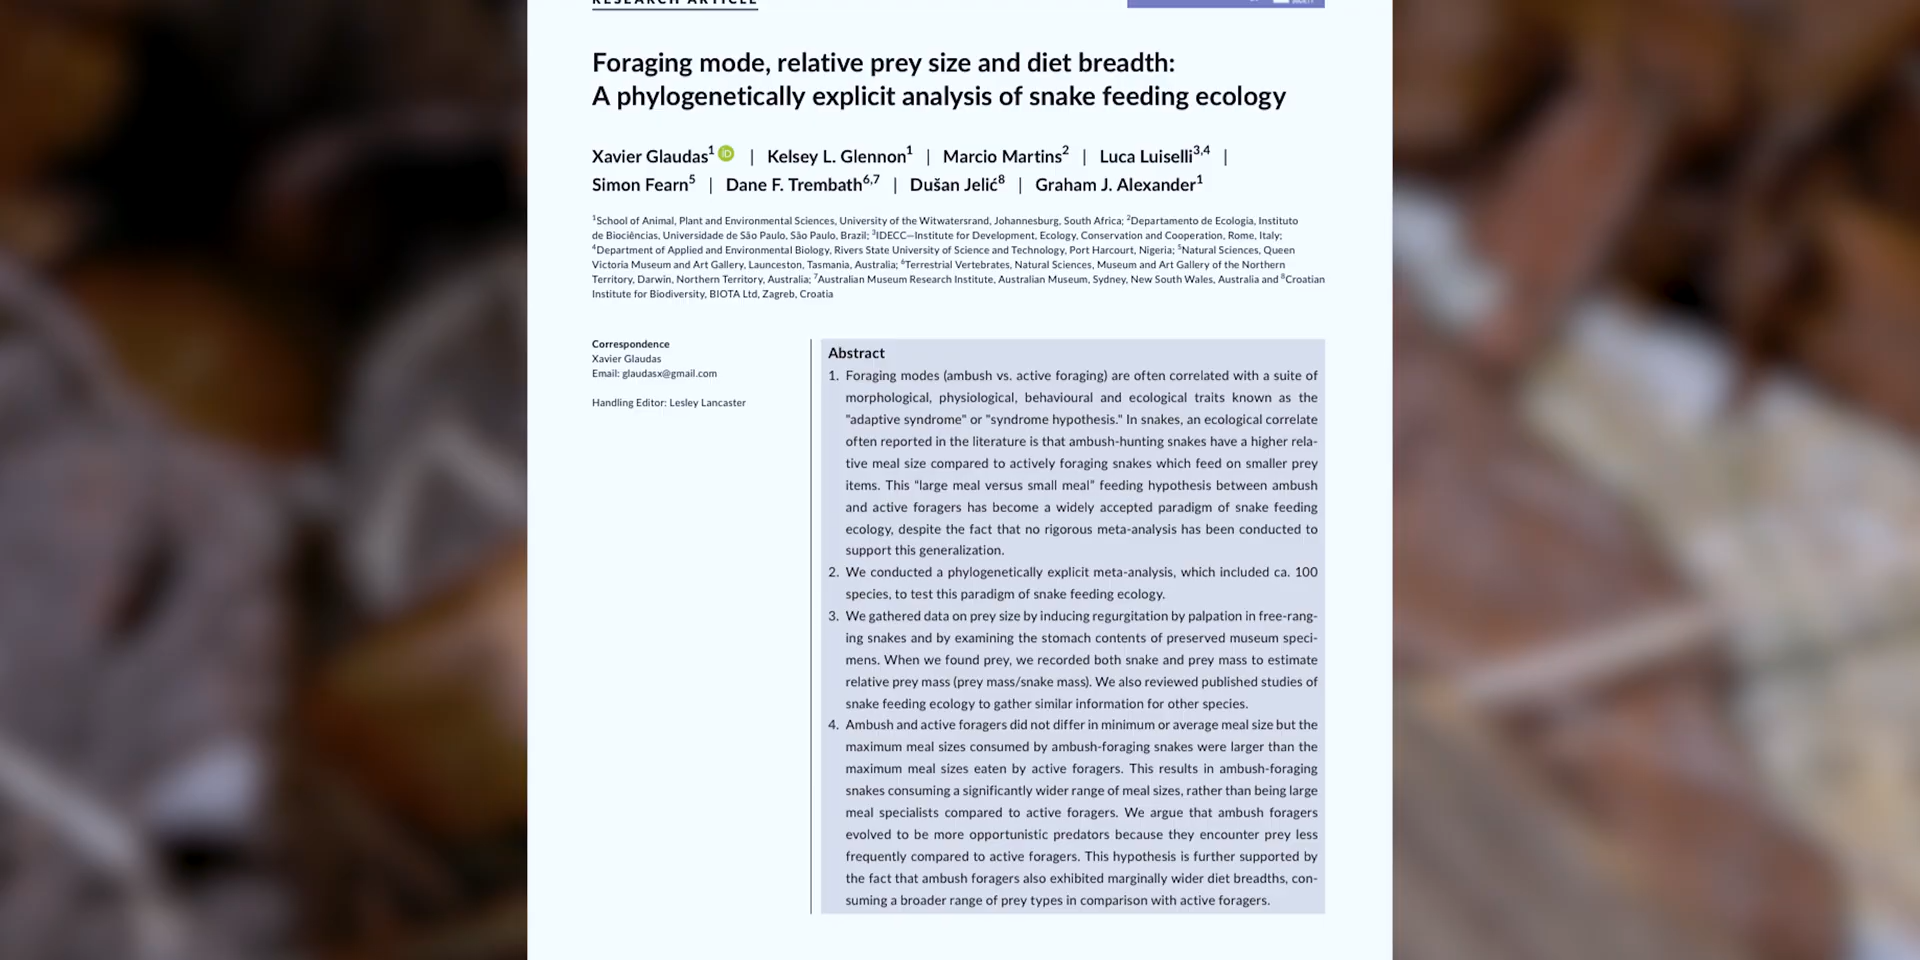 RESEARCH ARTICLE
Foraging mode, relative prey size and diet breadth:
A phylogenetically explicit analysis of snake feeding ecology
Xavier Glaudas1 iD | Kelsey L. Glennon1 | Marcio Martins2 | Luca Luiselli3,4 |
Simon Fearn5 | Dane F. Trembath6,7 | Dušan Jelić8 | Graham J. Alexander1
1School of Animal, Plant and Environmental Sciences, University of the Witwatersrand, Johannesburg, South Africa; 2Departamento de Ecologia, Instituto
de Biociências, Universidade de São Paulo, São Paulo, Brazil; 3IDECC—Institute for Development, Ecology, Conservation and Cooperation, Rome, Italy;
4Department of Applied and Environmental Biology, Rivers State University of Science and Technology, Port Harcourt, Nigeria; 5Natural Sciences, Queen
Victoria Museum and Art Gallery, Launceston, Tasmania, Australia; 6Terrestrial Vertebrates, Natural Sciences, Museum and Art Gallery of the Northern
Territory, Darwin, Northern Territory, Australia; 7Australian Museum Research Institute, Australian Museum, Sydney, New South Wales, Australia and 8Croatian
Institute for Biodiversity, BIOTA Ltd, Zagreb, Croatia
Correspondence
Xavier Glaudas
Email: glaudasx@gmail.com
Handling Editor: Lesley Lancaster
Abstract
1. Foraging modes (ambush vs. active foraging) are often correlated with a suite of
morphological, physiological, behavioural and ecological traits known as the
"adaptive syndrome" or "syndrome hypothesis." In snakes, an ecological correlate
often reported in the literature is that ambush-hunting snakes have a higher rela-
tive meal size compared to actively foraging snakes which feed on smaller prey
items. This "large meal versus small meal" feeding hypothesis between ambush
and active foragers has become a widely accepted paradigm of snake feeding
ecology, despite the fact that no rigorous meta-analysis has been conducted to
support this generalization.
2. We conducted a phylogenetically explicit meta-analysis, which included ca. 100
species, to test this paradigm of snake feeding ecology.
3. We gathered data on prey size by inducing regurgitation by palpation in free-rang-
ing snakes and by examining the stomach contents of preserved museum speci-
mens. When we found prey, we recorded both snake and prey mass to estimate
relative prey mass (prey mass/snake mass). We also reviewed published studies of
snake feeding ecology to gather similar information for other species.
4. Ambush and active foragers did not differ in minimum or average meal size but the
maximum meal sizes consumed by ambush-foraging snakes were larger than the
maximum meal sizes eaten by active foragers. This results in ambush-foraging
snakes consuming a significantly wider range of meal sizes, rather than being large
meal specialists compared to active foragers. We argue that ambush foragers
evolved to be more opportunistic predators because they encounter prey less
frequently compared to active foragers. This hypothesis is further supported by
the fact that ambush foragers also exhibited marginally wider diet breadths, con-
suming a broader range of prey types in comparison with active foragers.